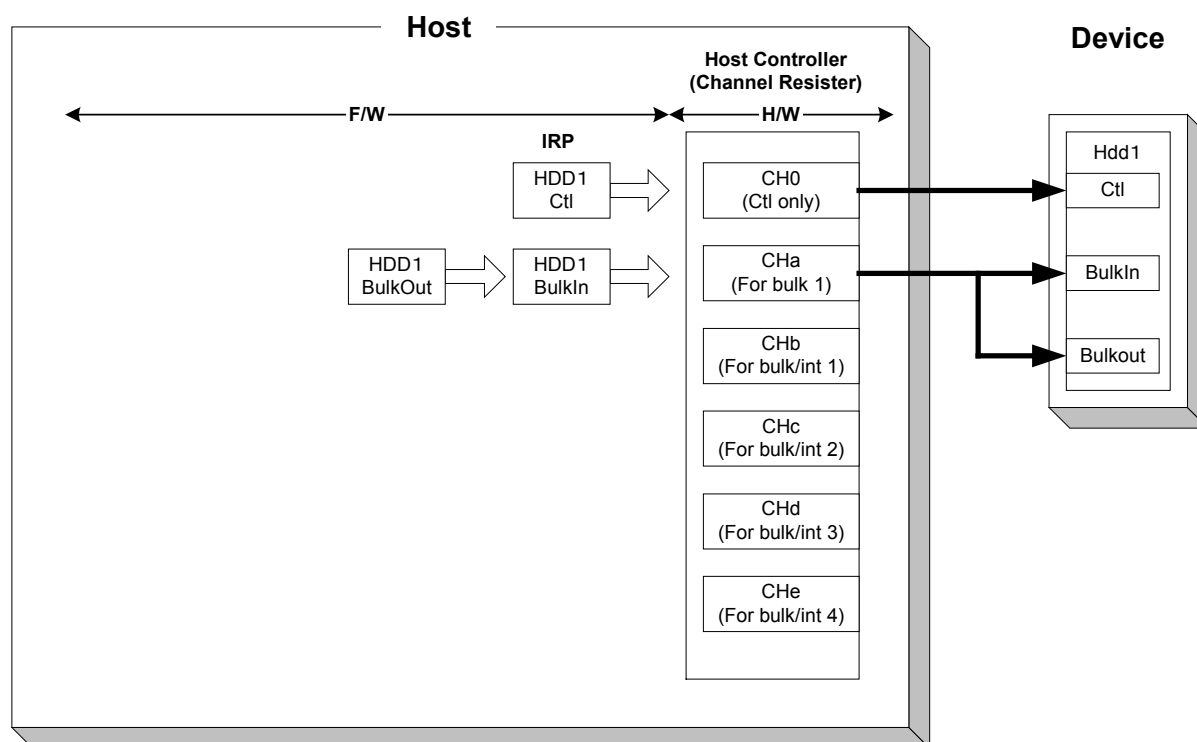 Host
Device
Host Controller
(Channel Resister)
F/W
H/W
IRP
HDD1
Ctl
CH0
(Ctl only)
Hdd1
Ctl
HDD1
BulkOut
HDD1
BulkIn
CHa
(For bulk 1)
BulkIn
CHb
(For bulk/int 1)
Bulkout
CHc
(For bulk/int 2)
CHd
(For bulk/int 3)
CHe
(For bulk/int 4)